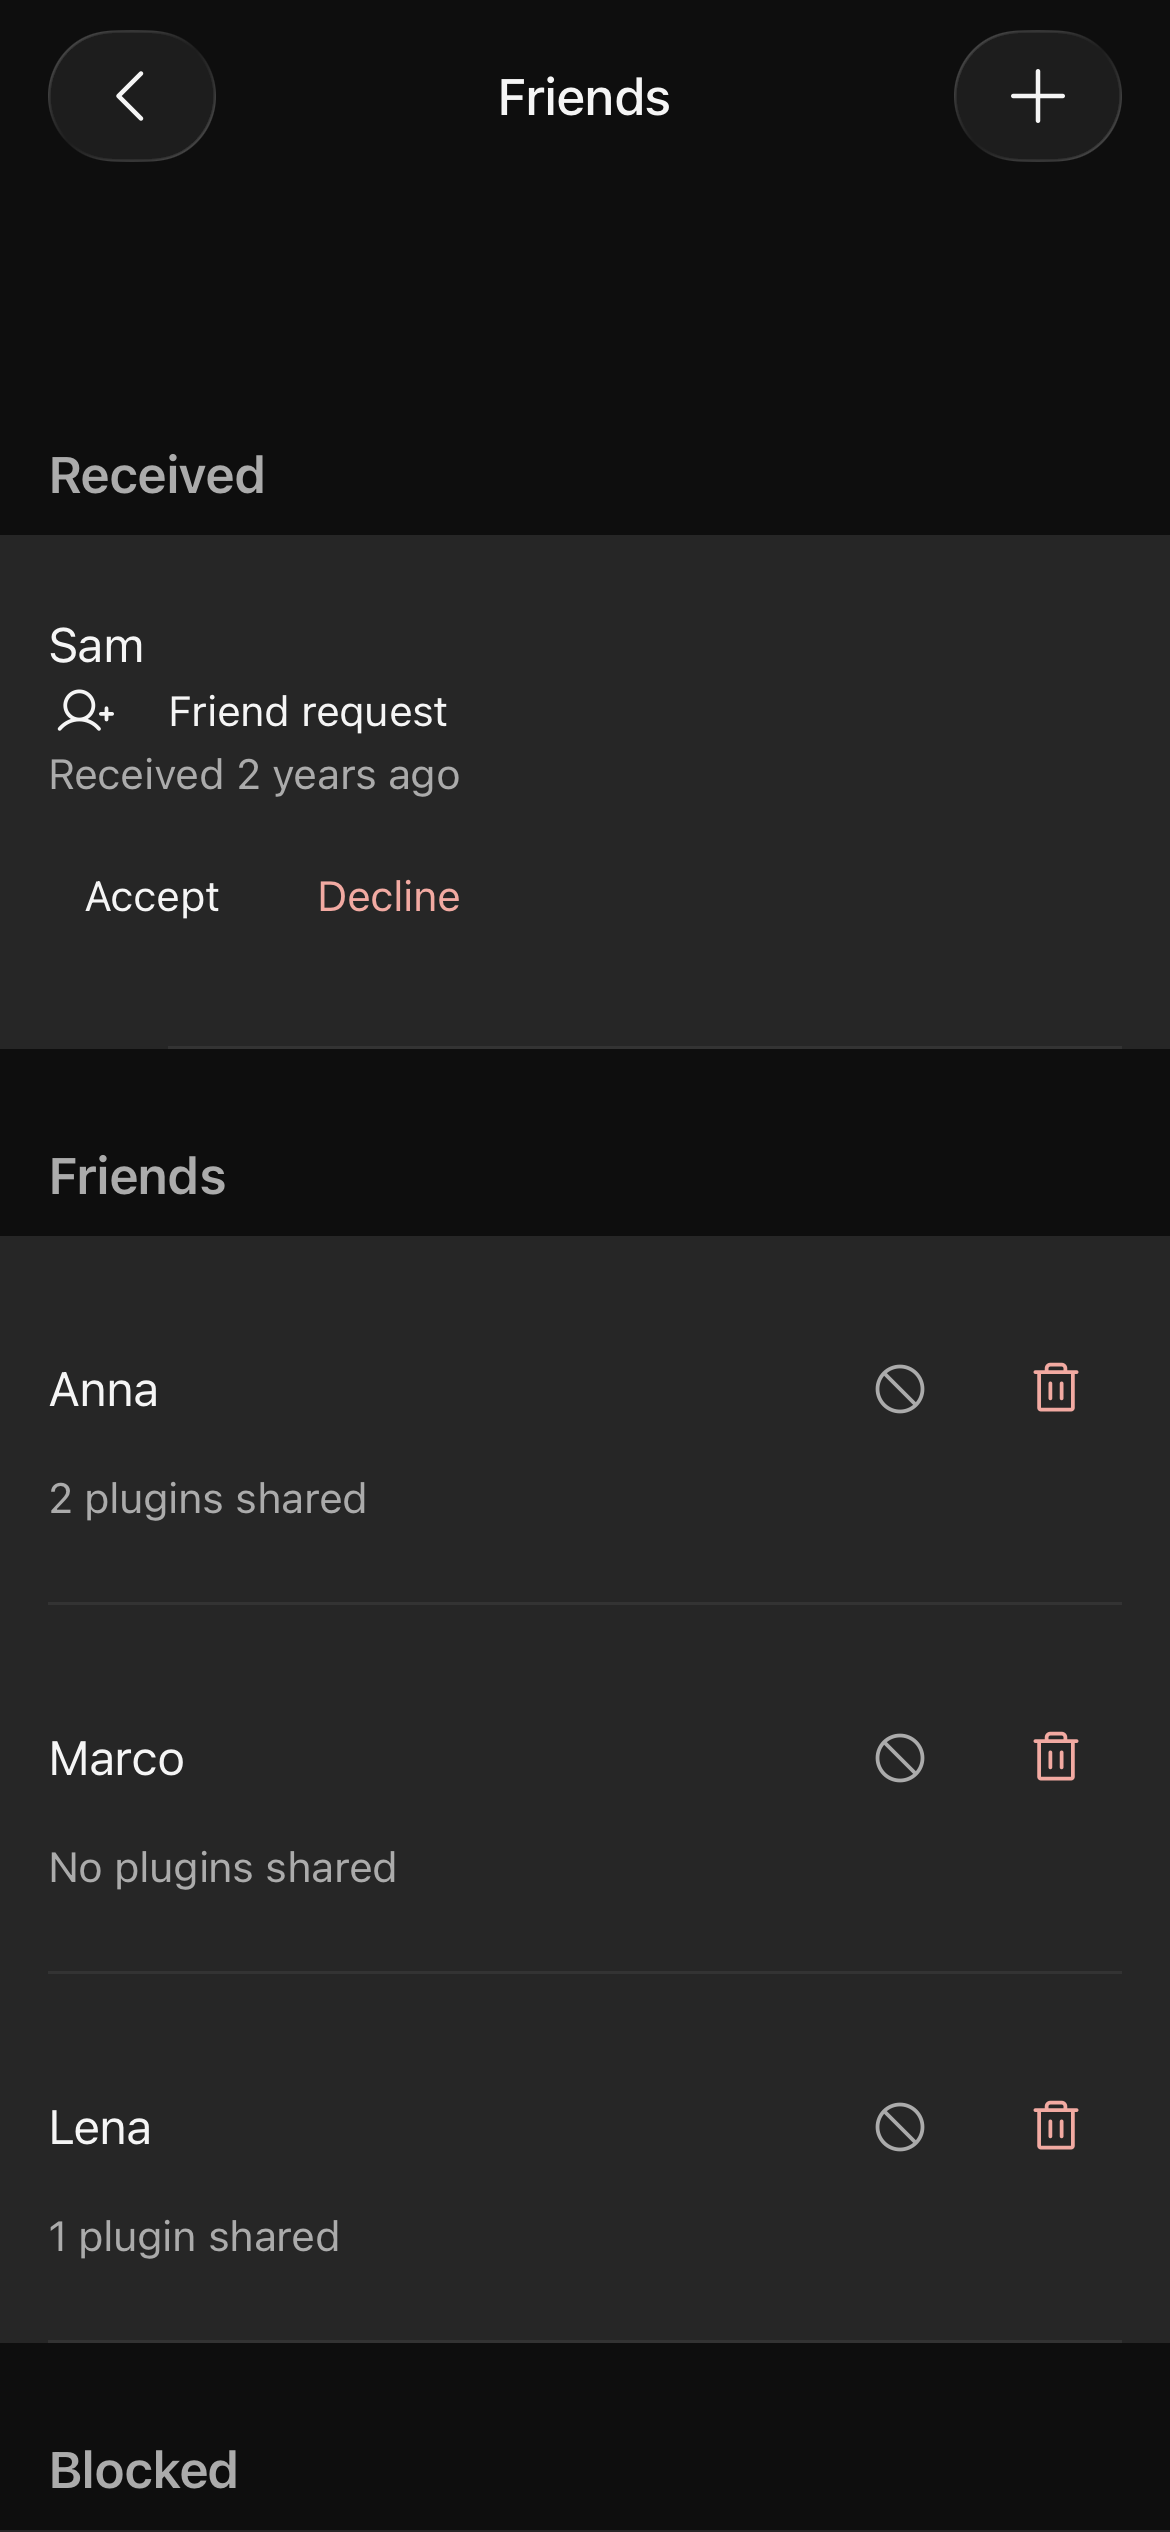 Friends
Received
Sam
Friend request
Received 2 years ago
Accept Decline
Friends
Anna
2 plugins shared
Marco
No plugins shared
Lena
1 plugin shared
Blocked